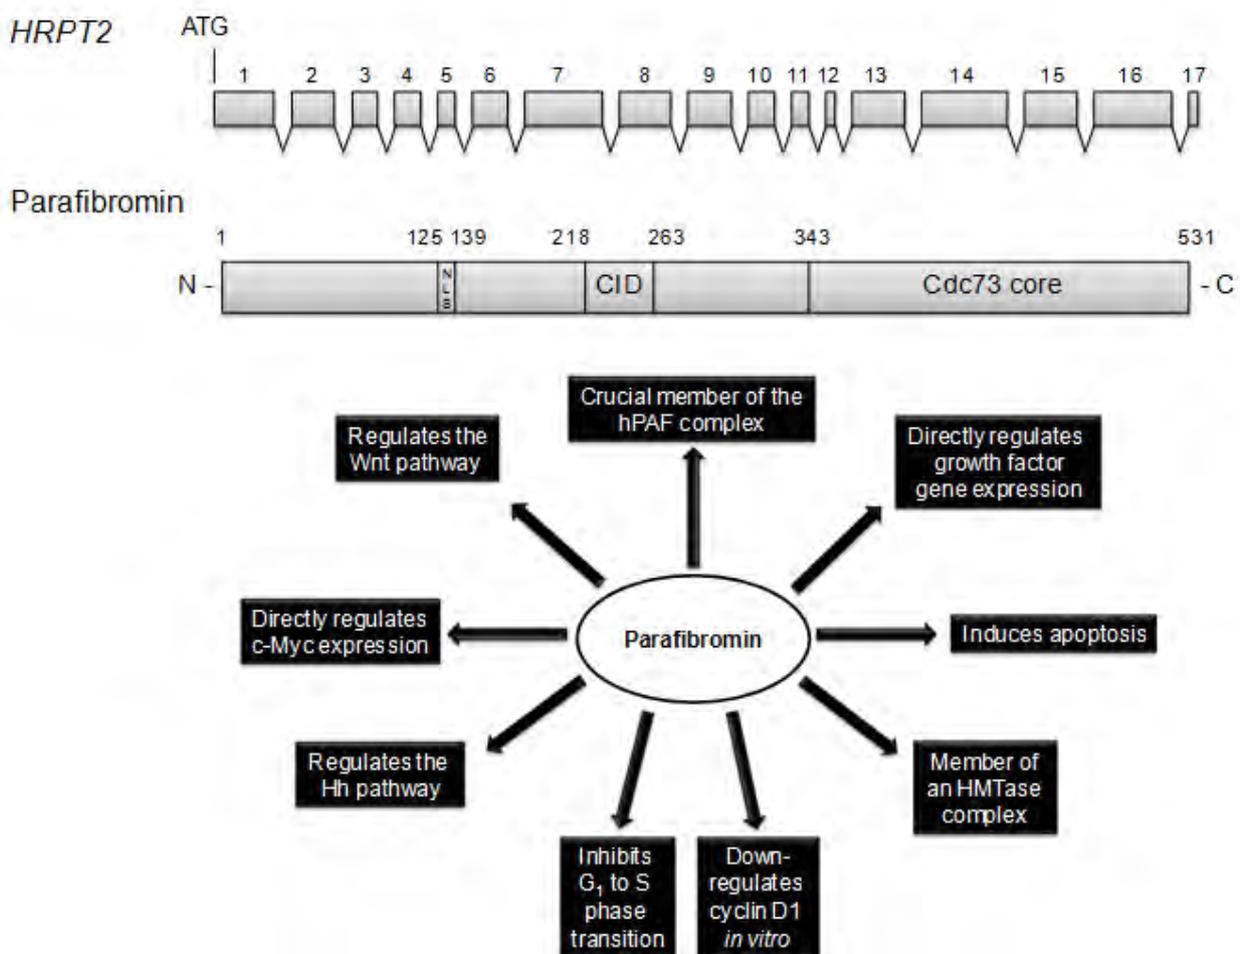 HRPT2
ATG
1 2 3 4 5 6 7 8 9 10 11 12 13 14 15 16 17
Parafibromin
1 125 139 218 263 343 531
N - NLS CID Cdc73 core - C
Crucial member of the
hPAF complex
Regulates the
Wnt pathway
Directly regulates
growth factor
gene expression
Directly regulates
c-Myc expression
Parafibromin
Induces apoptosis
Regulates the
Hh pathway
Member of
an HMTase
complex
Inhibits
G₁ to S
phase
transition
Down-
regulates
cyclin D1
in vitro